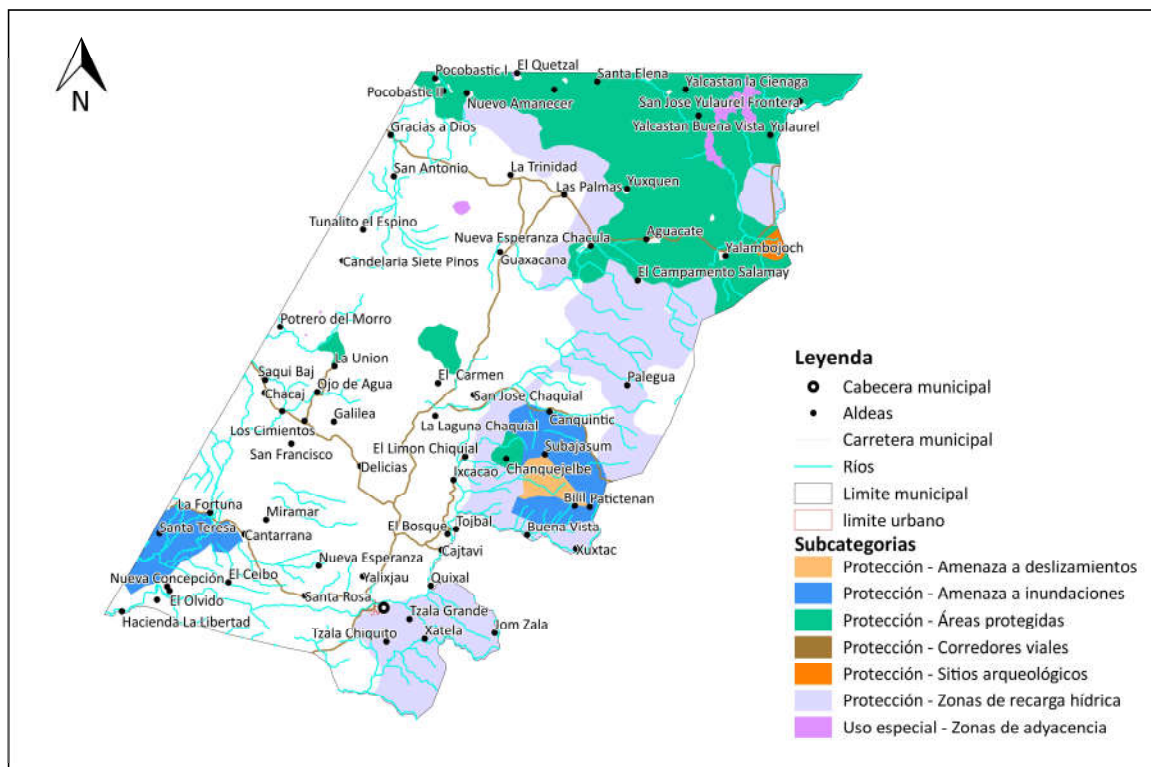 N
Pocobastic I
El Quetzal
Santa Elena
Yalcastan la Cienaga
Pocobastic II
Nuevo Amanecer
San Jose Yulaurel Frontera
Gracias a Dios
Yalcastan Buena Vista
Yulaurel
San Antonio
La Trinidad
Las Palmas
Yuxquen
Tunalito el Espino
Nueva Esperanza Chacula
Aguacate
Candelaria Siete Pinos
Guaxacana
Yalambojoch
El Campamento Salamay
Potrero del Morro
La Union
Saqui Baj
Ojo de Agua
El Carmen
Palegua
Chacaj
San Jose Chaquial
Galilea
La Laguna Chaquial
Canquintic
Los Cimientos
San Francisco
El Limon Chiquial
Subajasum
Delicias
Ixcacao
Chanquejelbe
La Fortuna
Miramar
Bilil
Patictenan
Santa Teresa
Cantarrana
El Bosque
Tojbal
Buena Vista
Cajtavi
Xuxtac
Nueva Esperanza
Nueva Concepción
El Ceibo
Yalixjau
Quixal
El Olvido
Santa Rosa
Hacienda La Libertad
Tzala Grande
Tzala Chiquito
Xatela
Jom Zala
Leyenda
Cabecera municipal
Aldeas
Carretera municipal
Ríos
Limite municipal
limite urbano
Subcategorias
Protección - Amenaza a deslizamientos
Protección - Amenaza a inundaciones
Protección - Áreas protegidas
Protección - Corredores viales
Protección - Sitios arqueológicos
Protección - Zonas de recarga hídrica
Uso especial - Zonas de adyacencia